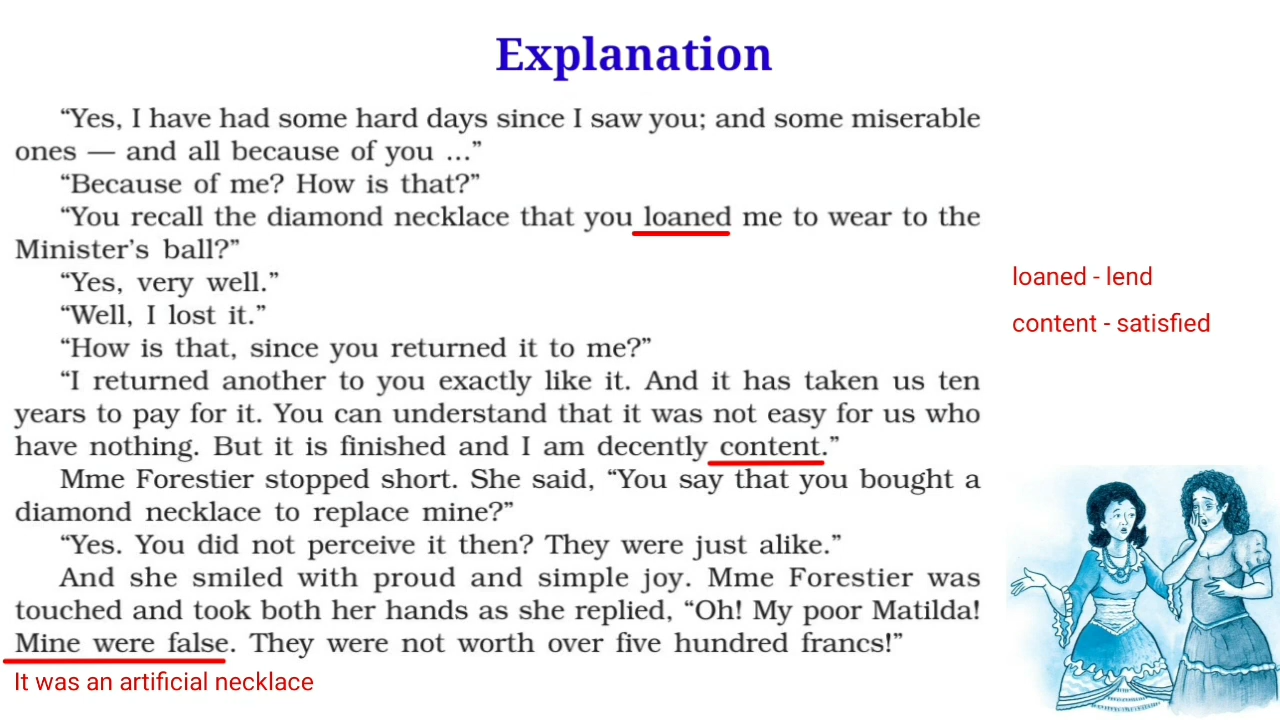 Explanation
“Yes, I have had some hard days since I saw you; and some miserable
ones — and all because of you ...”
“Because of me? How is that?”
“You recall the diamond necklace that you loaned me to wear to the
Minister’s ball?”
“Yes, very well.”
“Well, I lost it.”
“How is that, since you returned it to me?”
“I returned another to you exactly like it. And it has taken us ten
years to pay for it. You can understand that it was not easy for us who
have nothing. But it is finished and I am decently content.”
Mme Forestier stopped short. She said, “You say that you bought a
diamond necklace to replace mine?”
“Yes. You did not perceive it then? They were just alike.”
And she smiled with proud and simple joy. Mme Forestier was
touched and took both her hands as she replied, “Oh! My poor Matilda!
Mine were false. They were not worth over five hundred francs!”
It was an artificial necklace
loaned - lend
content - satisfied